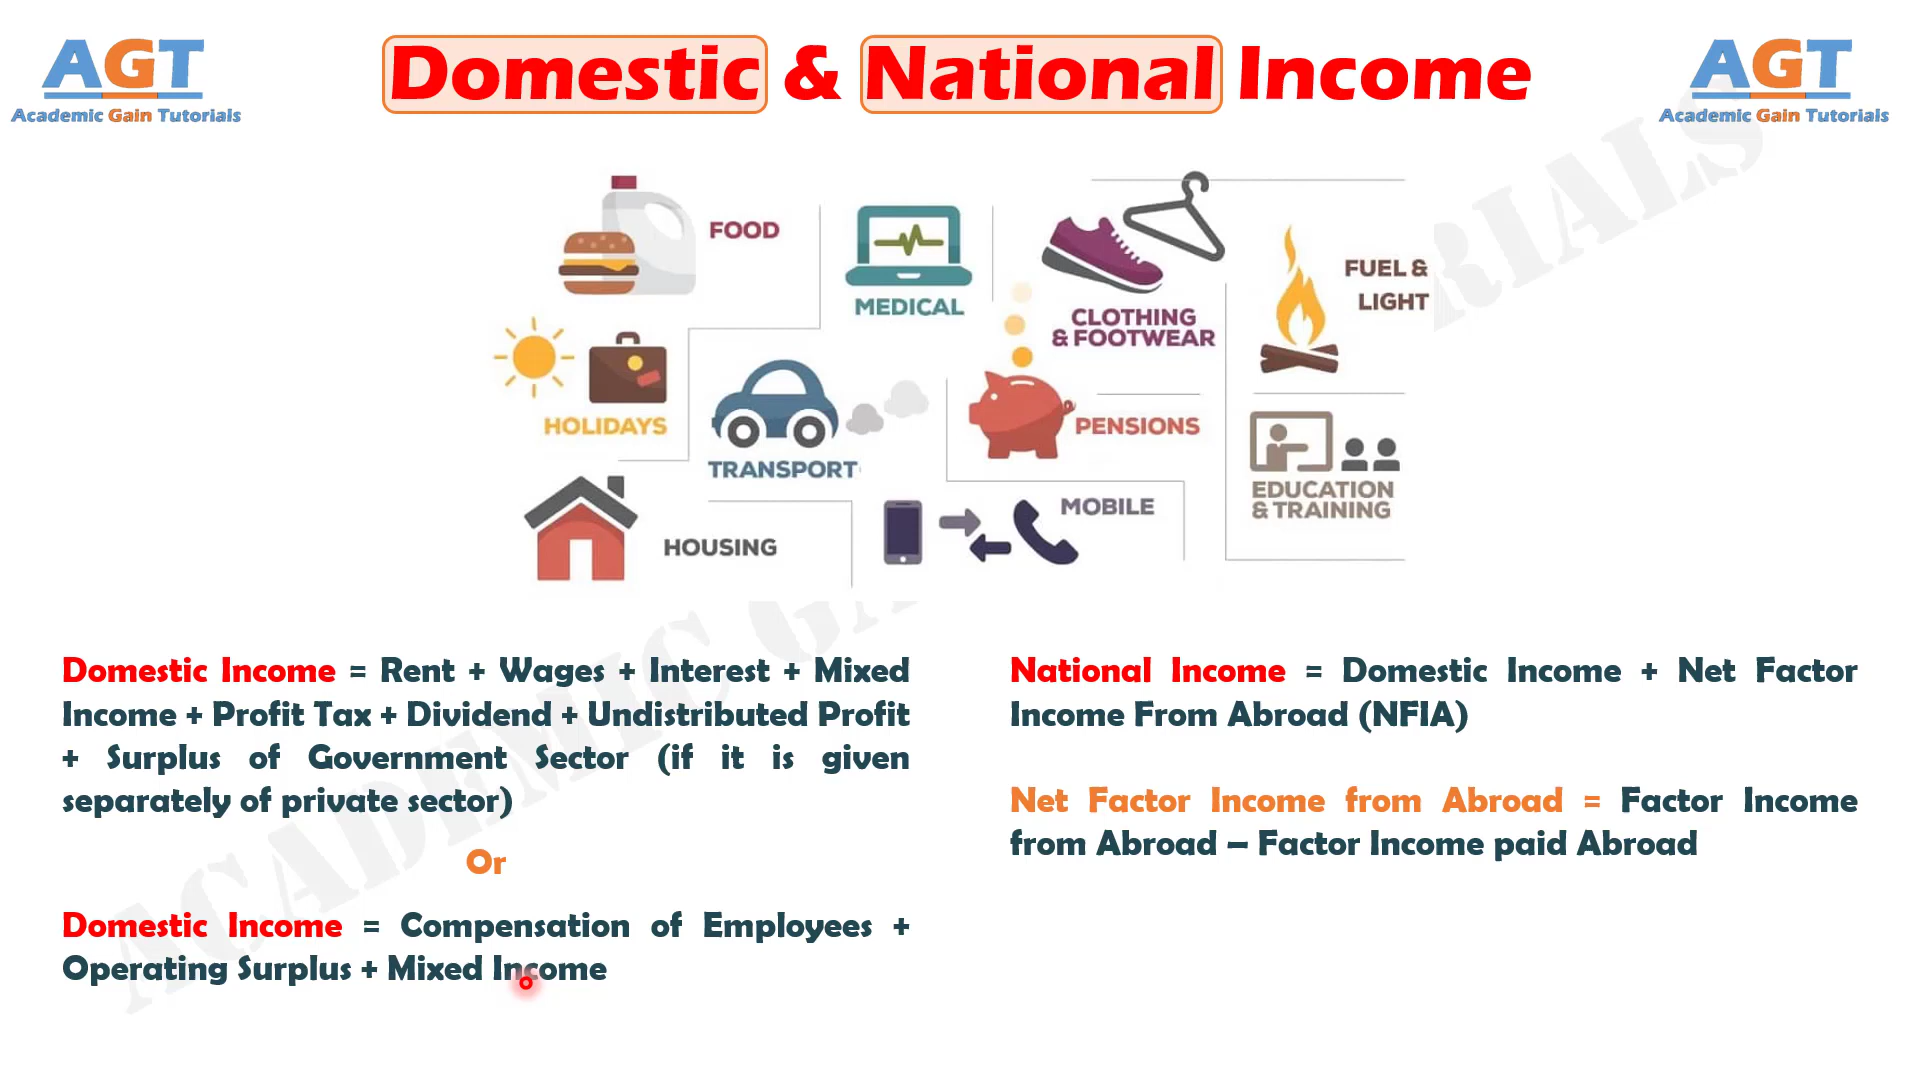 AGT
Academic Gain Tutorials
Domestic & National Income
AGT
Academic Gain Tutorials
FOOD
MEDICAL
CLOTHING
& FOOTWEAR
FUEL &
LIGHT
HOLIDAYS
TRANSPORT
PENSIONS
EDUCATION
& TRAINING
HOUSING
MOBILE
Domestic Income = Rent + Wages + Interest + Mixed
Income + Profit Tax + Dividend + Undistributed Profit
+ Surplus of Government Sector (if it is given
separately of private sector)
Or
Domestic Income = Compensation of Employees +
Operating Surplus + Mixed Income
National Income = Domestic Income + Net Factor
Income From Abroad (NFIA)
Net Factor Income from Abroad = Factor Income
from Abroad – Factor Income paid Abroad
ACADEMIC